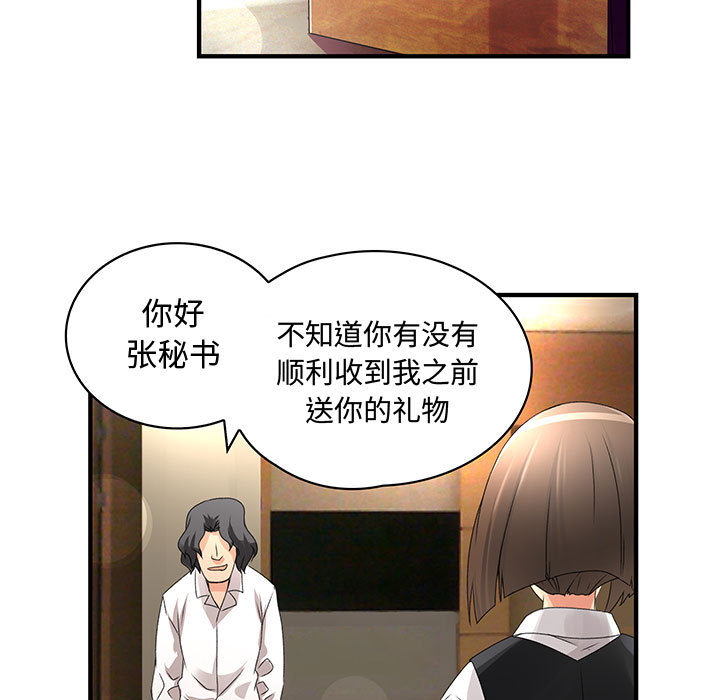 你好
张秘书
不知道你有没有
顺利收到我之前
送你的礼物